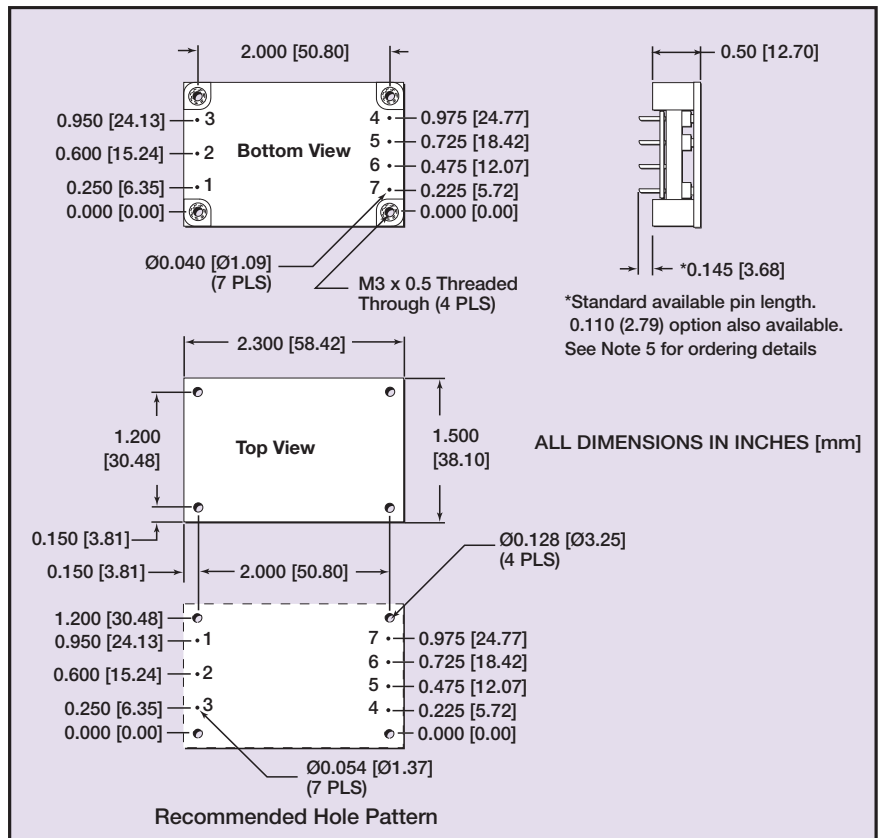 2.000 [50.80]
0.50 [12.70]
0.950 [24.13]
3
4
0.975 [24.77]
0.600 [15.24]
2
Bottom View
5
0.725 [18.42]
6
0.475 [12.07]
0.250 [6.35]
1
7
0.225 [5.72]
0.000 [0.00]
0.000 [0.00]
Ø0.040 [Ø1.09]
(7 PLS)
M3 x 0.5 Threaded
Through (4 PLS)
*0.145 [3.68]
*Standard available pin length.
0.110 (2.79) option also available.
See Note 5 for ordering details
2.300 [58.42]
1.200
[30.48]
Top View
1.500
[38.10]
ALL DIMENSIONS IN INCHES [mm]
0.150 [3.81]
0.150 [3.81]
2.000 [50.80]
Ø0.128 [Ø3.25]
(4 PLS)
1.200 [30.48]
0.950 [24.13]
1
7
0.975 [24.77]
0.600 [15.24]
2
6
0.725 [18.42]
5
0.475 [12.07]
0.250 [6.35]
3
4
0.225 [5.72]
0.000 [0.00]
0.000 [0.00]
Ø0.054 [Ø1.37]
(7 PLS)
Recommended Hole Pattern